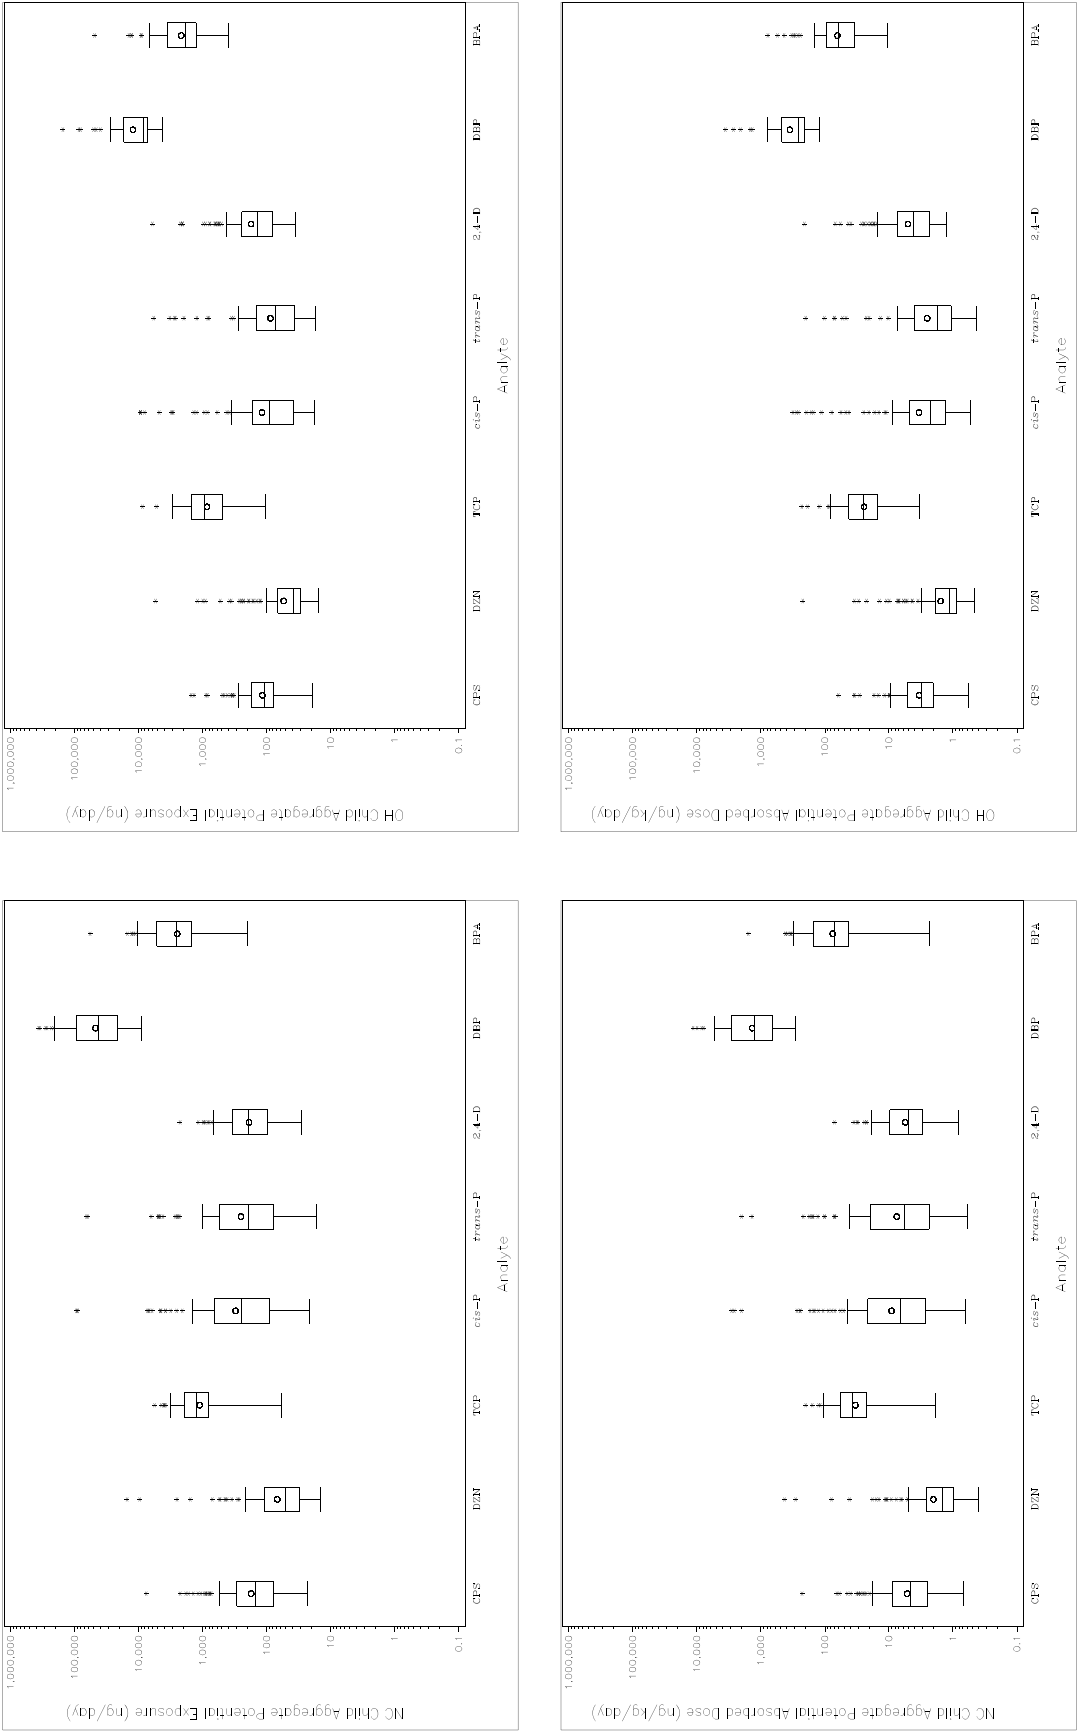 NC Child Aggregate Potential Exposure (ng/day)
1,000,000
100,000
10,000
1,000
100
10
1
0.1
CPS DZN TCP cis-P trans-P 2,4-D DBP BPA
Analyte
OH Child Aggregate Potential Exposure (ng/day)
1,000,000
100,000
10,000
1,000
100
10
1
0.1
CPS DZN TCP cis-P trans-P 2,4-D DBP BPA
Analyte
NC Child Aggregate Potential Absorbed Dose (ng/kg/day)
1,000,000
100,000
10,000
1,000
100
10
1
0.1
CPS DZN TCP cis-P trans-P 2,4-D DBP BPA
Analyte
OH Child Aggregate Potential Absorbed Dose (ng/kg/day)
1,000,000
100,000
10,000
1,000
100
10
1
0.1
CPS DZN TCP cis-P trans-P 2,4-D DBP BPA
Analyte